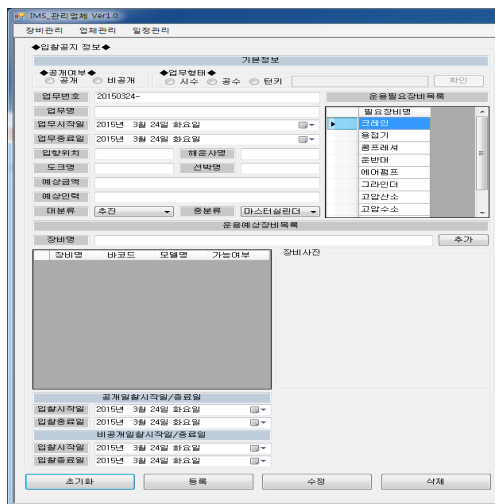 IMS_관리업체 Ver1.0
장비관리 업체관리 일정관리
◆입찰공지 정보◆
기본정보
◆공개여부◆ ◆업무형태◆
공개 비공개 시수 공수 턴키 확인
업무번호 20150324-
운용필요장비목록
업무명
필요장비명
업무시작일 2015년 3월 24일 화요일
크레인
업무종료일 2015년 3월 24일 화요일
용접기
입항위치 해운사명
콤프레셔
도크명 선박명
운반대
예상금액
에어펌프
예상인력
그라인더
고압산소
대분류 추진 중분류 마스터실린더
고압수소
운용예상장비목록
장비명 추가
장비명 바코드 모델명 가능여부
장비사진
공개입찰시작일/종료일
입찰시작일 2015년 3월 24일 화요일
입찰종료일 2015년 3월 24일 화요일
비공개입찰시작일/종료일
입찰시작일 2015년 3월 24일 화요일
입찰종료일 2015년 3월 24일 화요일
초기화 등록 수정 삭제